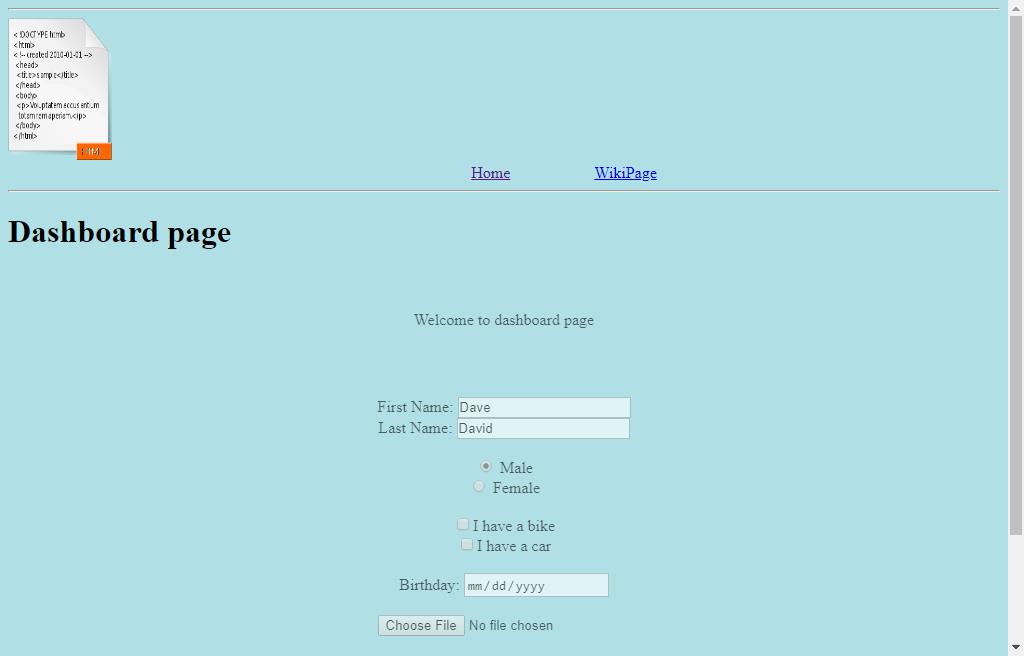 < !DOCTYPE html>
<html>
< !-- created 2010-01-01 -->
<head>
<title>sample</title>
</head>
<body>
<p>Voluptatem accusantium
totam rem aperiam.</p>
</body>
</html>
HTML
Home WikiPage
Dashboard page
Welcome to dashboard page
First Name: Dave
Last Name: David
Male
Female
I have a bike
I have a car
Birthday: mm/dd/yyyy
Choose File No file chosen